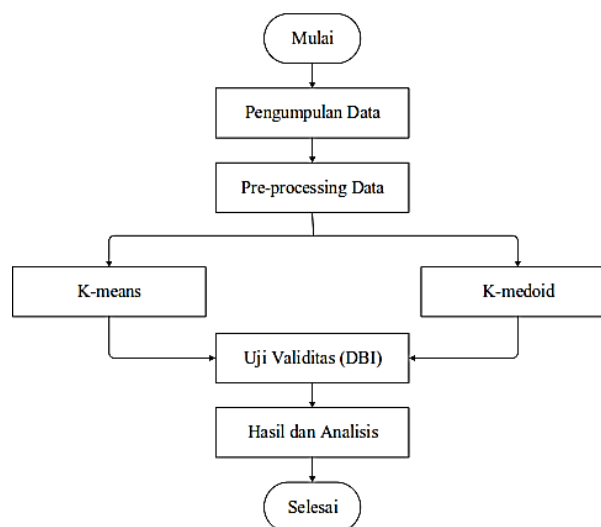 Mulai
Pengumpulan Data
Pre-processing Data
K-means
K-medoid
Uji Validitas (DBI)
Hasil dan Analisis
Selesai